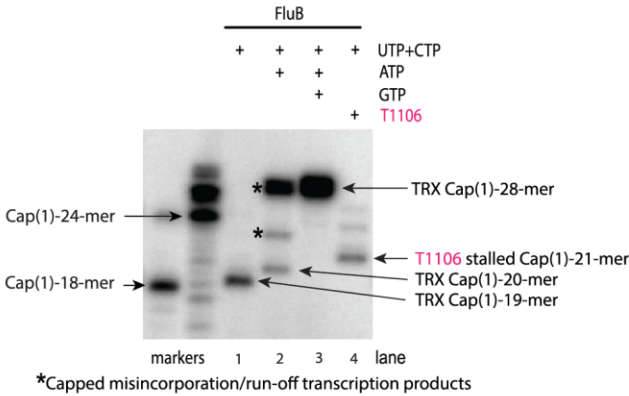 FluB
+ + + + UTP+CTP
+ + ATP
+ GTP
+ T1106
* TRX Cap(1)-28-mer
Cap(1)-24-mer
*
T1106 stalled Cap(1)-21-mer
Cap(1)-18-mer
TRX Cap(1)-20-mer
TRX Cap(1)-19-mer
markers 1 2 3 4 lane
*Capped misincorporation/run-off transcription products